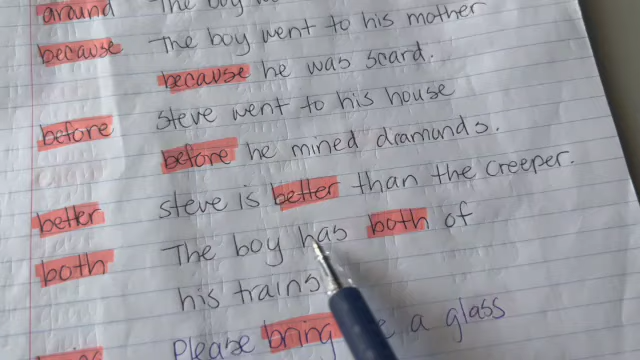 around The boy
because The boy went to his mother
because he was scard.
before Steve went to his house
before he mined diamunds.
better steve is better than the creeper.
both The boy has both of
his trains
Please bring a glass